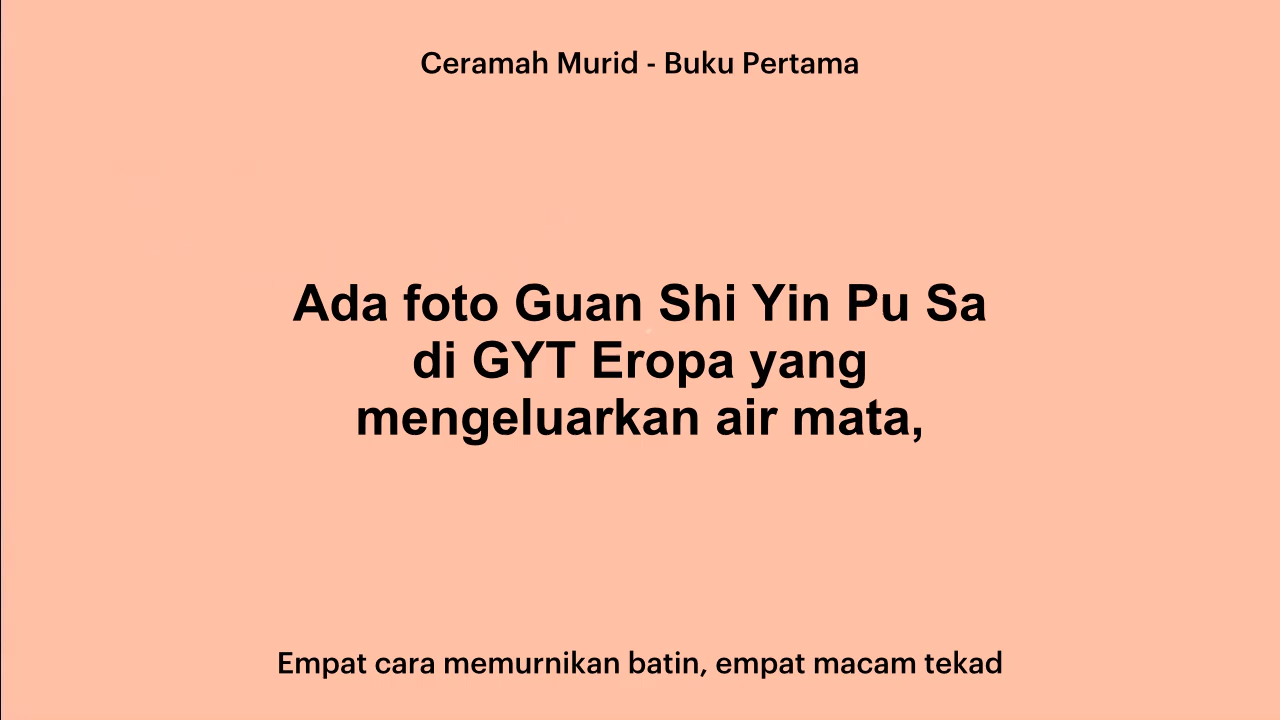 Ceramah Murid - Buku Pertama
Ada foto Guan Shi Yin Pu Sa
di GYT Eropa yang
mengeluarkan air mata,
Empat cara memurnikan batin, empat macam tekad